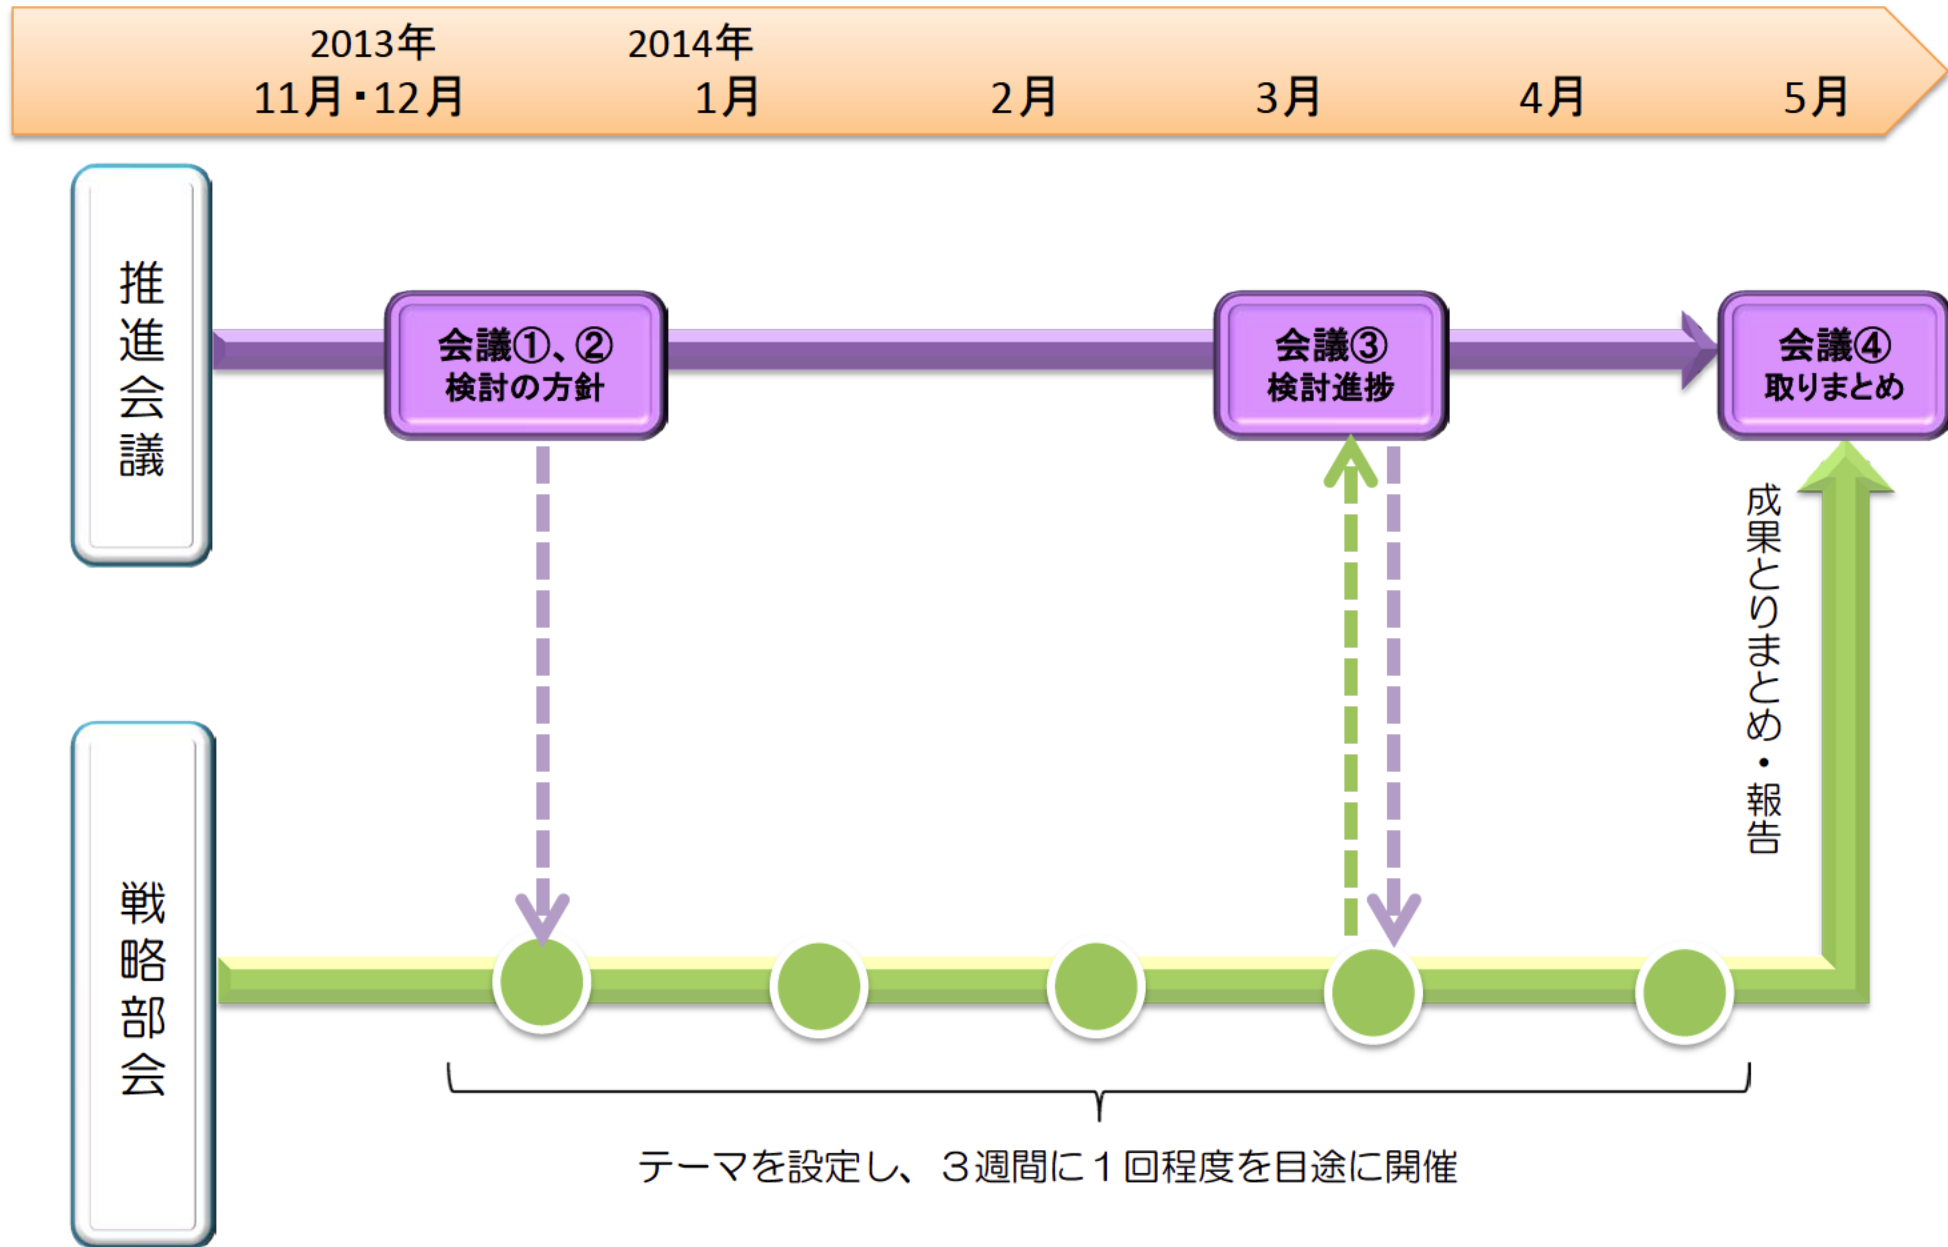 2013年
2014年
11月・12月
1月
2月
3月
4月
5月
推進会議
会議①、②
検討の方針
会議③
検討進捗
会議④
取りまとめ
成果とりまとめ・報告
戦略部会
テーマを設定し、３週間に１回程度を目途に開催